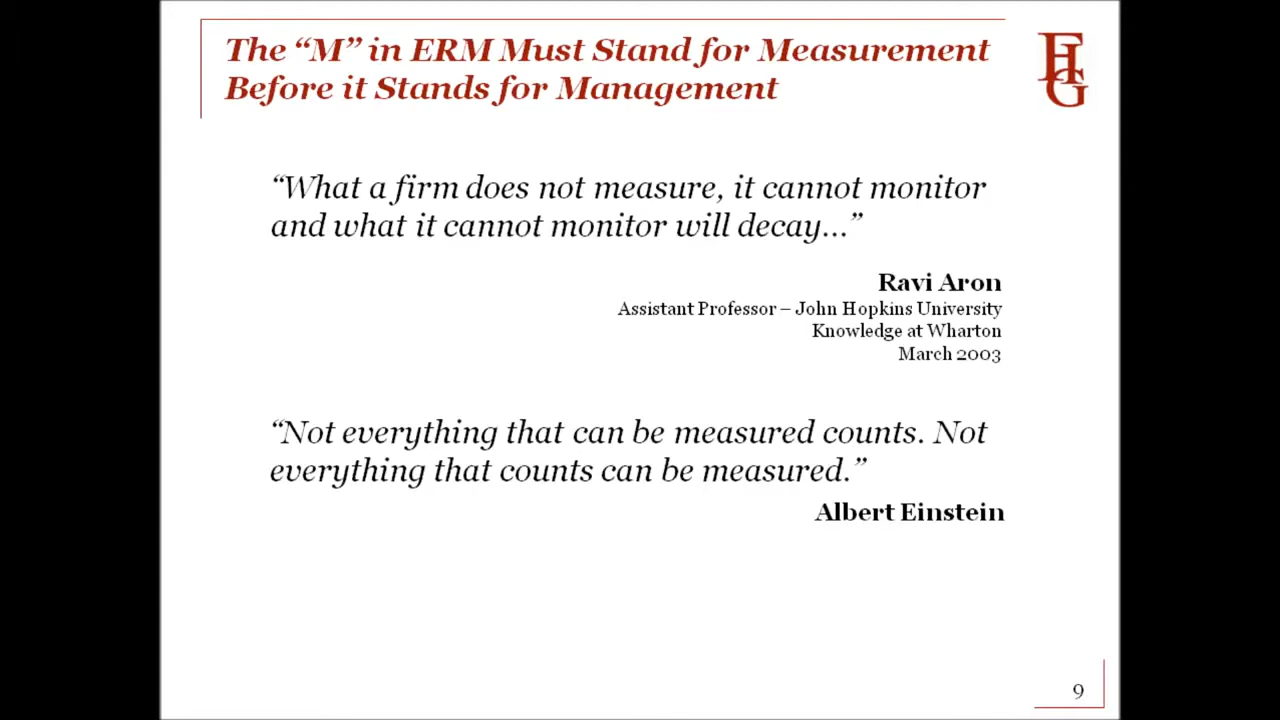 The “M” in ERM Must Stand for Measurement
Before it Stands for Management
FHG
“What a firm does not measure, it cannot monitor
and what it cannot monitor will decay…”
Ravi Aron
Assistant Professor – John Hopkins University
Knowledge at Wharton
March 2003
“Not everything that can be measured counts. Not
everything that counts can be measured.”
Albert Einstein
9